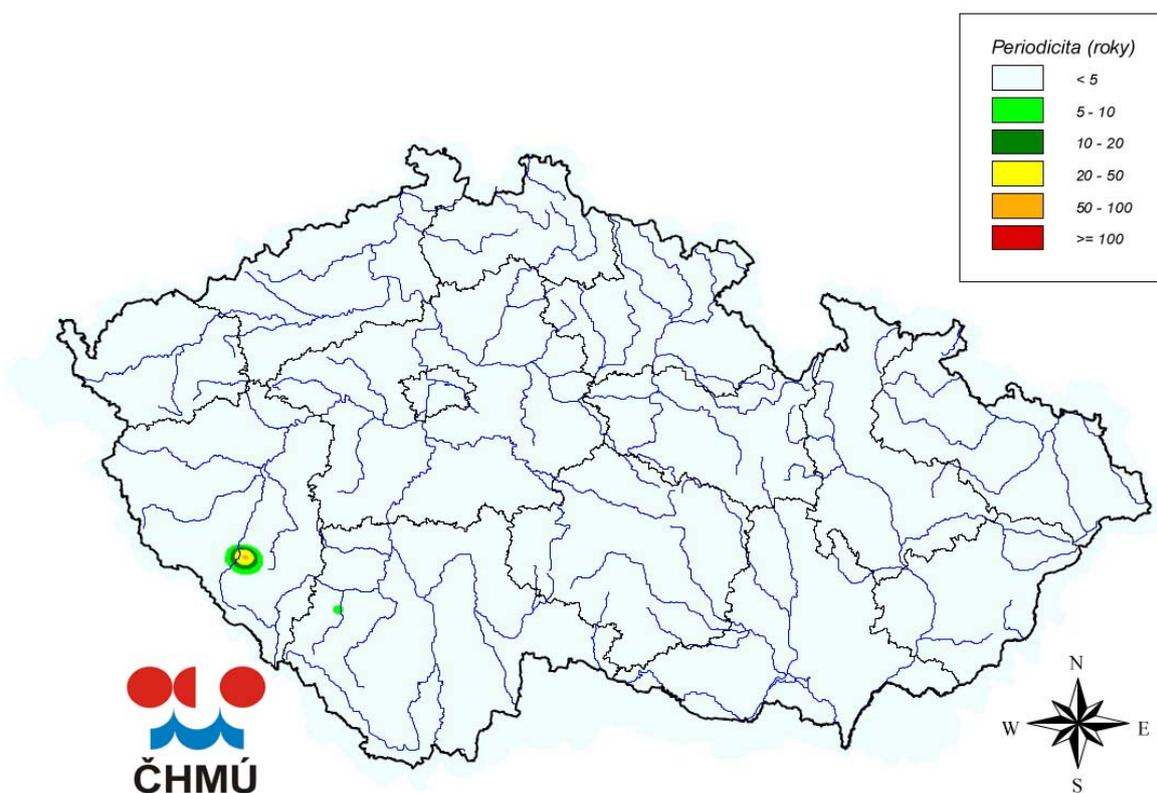 Periodicita (roky)
< 5
5 - 10
10 - 20
20 - 50
50 - 100
>= 100
N
W E
S
ČHMÚ